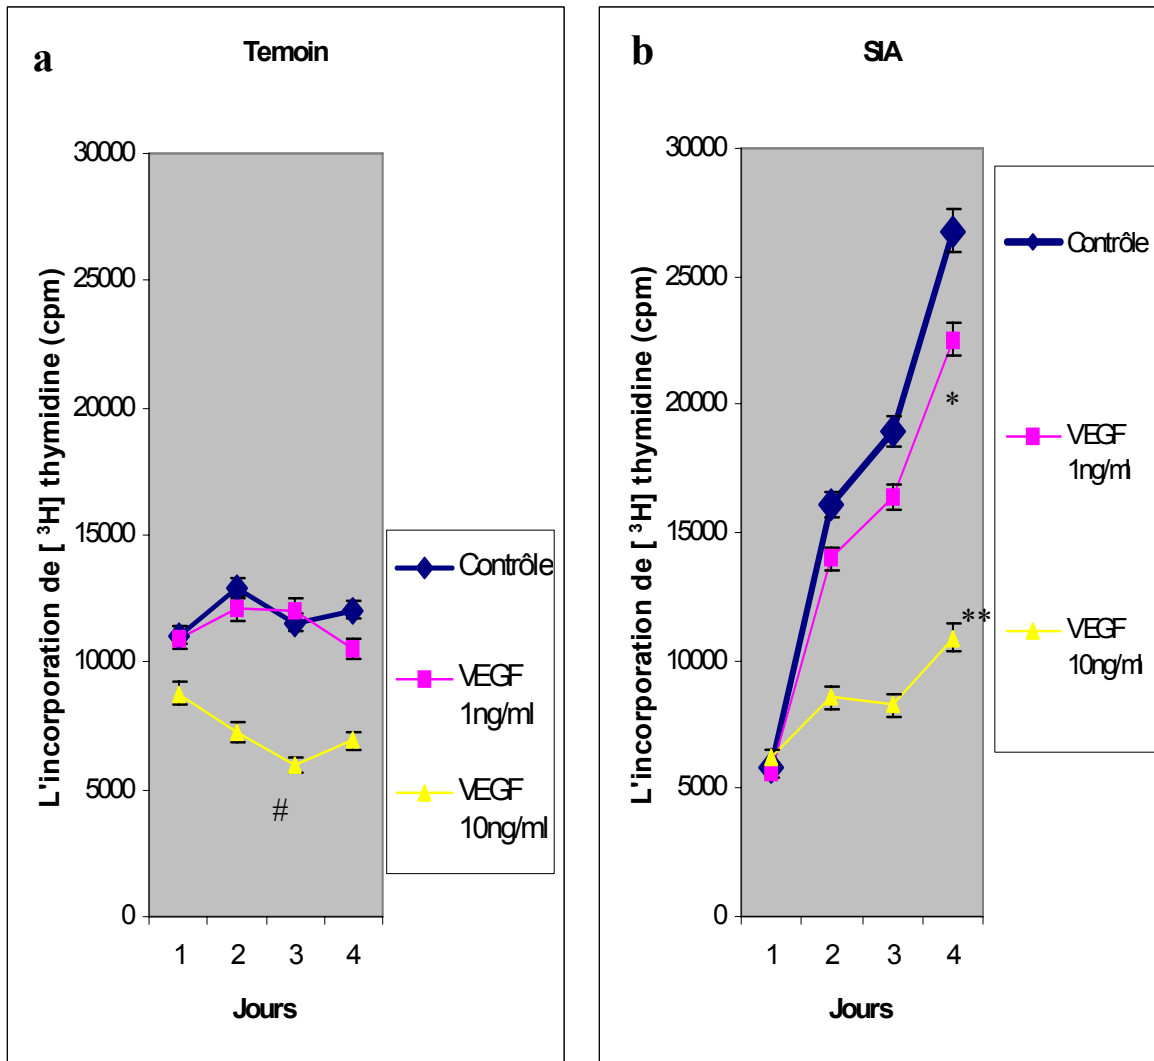 a
Temoin
30000
25000
20000
15000
10000
5000
0
L'incorporation de [ ³H] thymidine (cpm)
#
1 2 3 4
Jours
Contrôle
VEGF
1ng/ml
VEGF
10ng/ml
b
SIA
30000
25000
20000
15000
10000
5000
0
L'incorporation de [ ³H] thymidine (cpm)
*
**
1 2 3 4
Jours
Contrôle
VEGF
1ng/ml
VEGF
10ng/ml